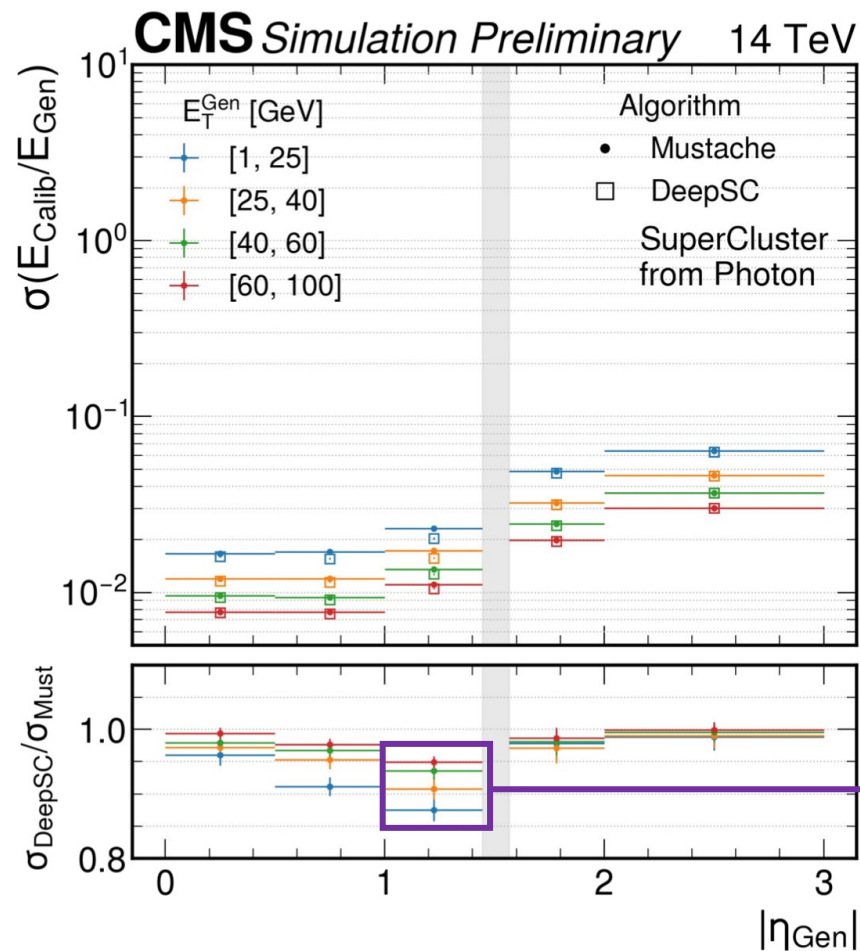 CMS Simulation Preliminary 14 TeV
σ(E_Calib/E_Gen)
10¹
10⁰
10⁻¹
10⁻²
E_T^Gen [GeV]
[1, 25]
[25, 40]
[40, 60]
[60, 100]
Algorithm
Mustache
DeepSC
SuperCluster
from Photon
σ_DeepSC/σ_Must
1.0
0.8
0 1 2 3
|η_Gen|